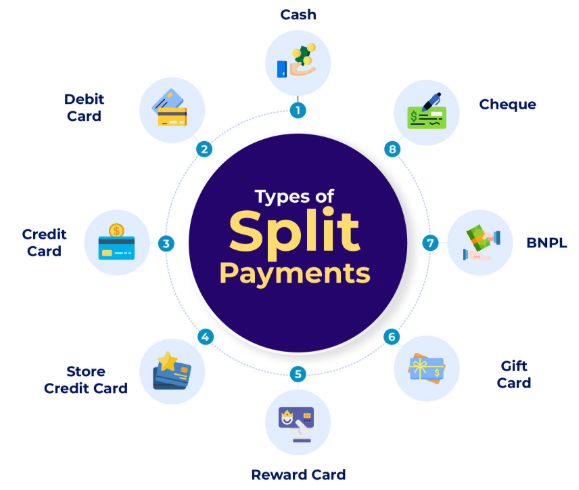 Cash
1
Debit
Card
2
Credit
Card
3
Store
Credit Card
4
Reward Card
5
Gift
Card
6
$
BNPL
7
Cheque
8
$
$
Types of
Split
Payments